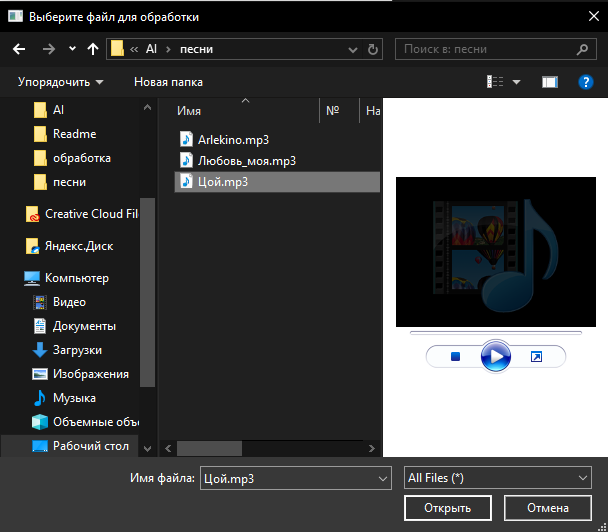 Выберите файл для обработки
AI
песни
Поиск в: песни
Упорядочить
Новая папка
AI
Readme
обработка
песни
Creative Cloud Fil
Яндекс.Диск
Компьютер
Видео
Документы
Загрузки
Изображения
Музыка
Объемные объ
Рабочий стол
Имя
№
На
Arlekino.mp3
Любовь_моя.mp3
Цой.mp3
Имя файла:
Цой.mp3
All Files (*)
Открыть
Отмена